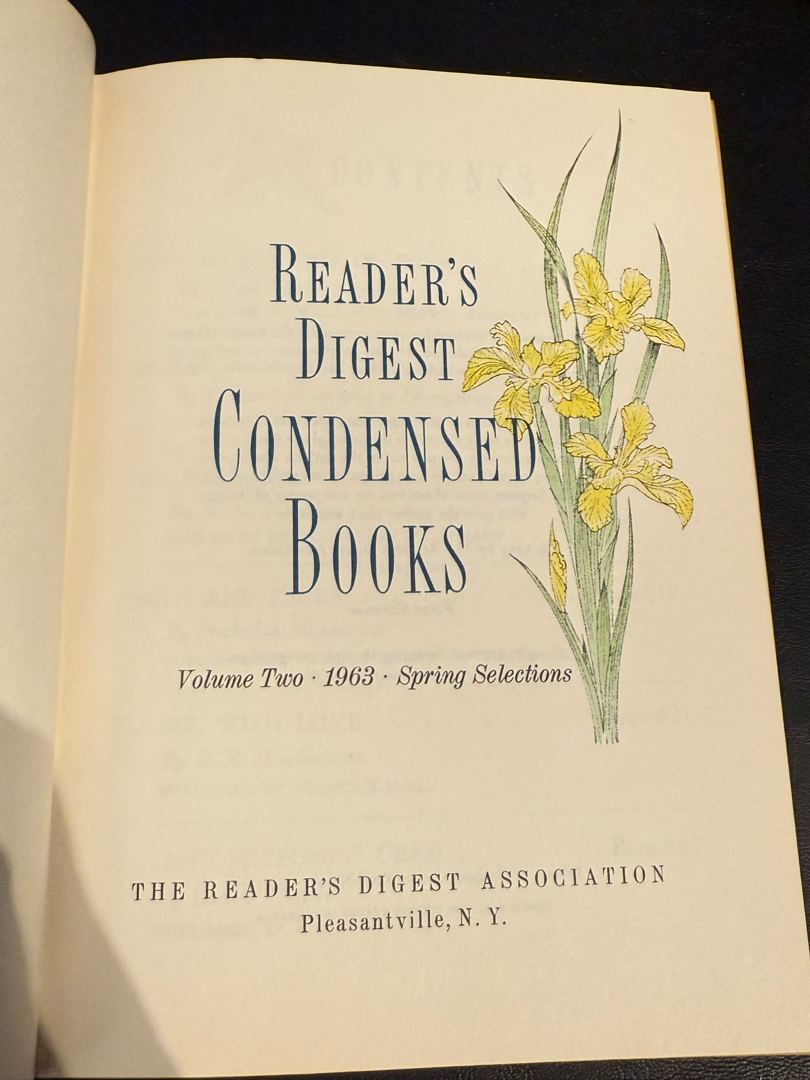 READER'S
DIGEST
CONDENSED
BOOKS
Volume Two · 1963 · Spring Selections
THE READER'S DIGEST ASSOCIATION
Pleasantville, N. Y.